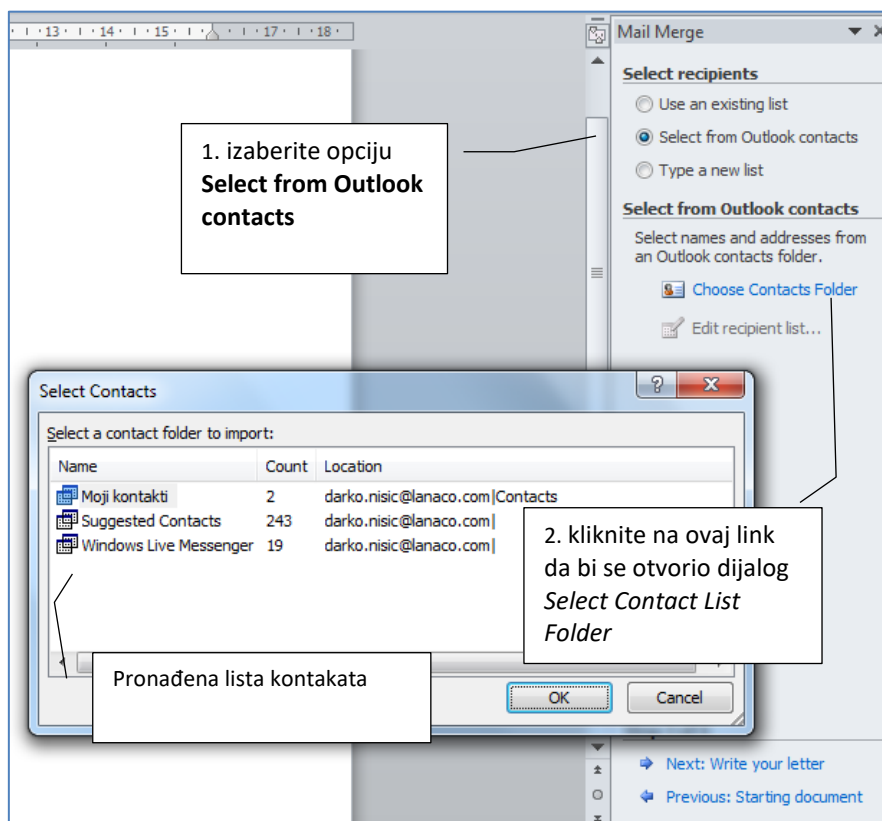 13 14 15 17 18
Mail Merge
Select recipients
Use an existing list
Select from Outlook contacts
Type a new list
Select from Outlook contacts
Select names and addresses from
an Outlook contacts folder.
Choose Contacts Folder
Edit recipient list...
1. izaberite opciju
Select from Outlook
contacts
Select Contacts
Select a contact folder to import:
Name Count Location
Moji kontakti 2 darko.nisic@lanaco.com|Contacts
Suggested Contacts 243 darko.nisic@lanaco.com|
Windows Live Messenger 19 darko.nisic@lanaco.com|
2. kliknite na ovaj link
da bi se otvorio dijalog
Select Contact List
Folder
Pronađena lista kontakata
OK Cancel
Next: Write your letter
Previous: Starting document